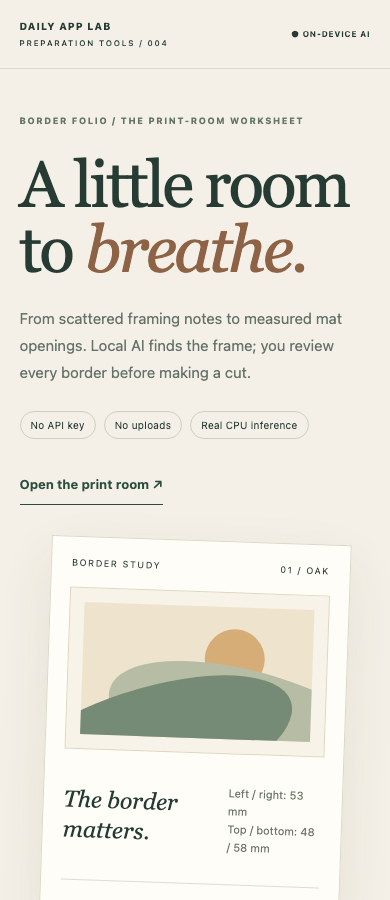 DAILY APP LAB
PREPARATION TOOLS / 004
ON-DEVICE AI
BORDER FOLIO / THE PRINT-ROOM WORKSHEET
A little room
to breathe.
From scattered framing notes to measured mat
openings. Local AI finds the frame; you review
every border before making a cut.
No API key
No uploads
Real CPU inference
Open the print room ↗
BORDER STUDY
01 / OAK
The border
matters.
Left / right: 53
mm
Top / bottom: 48
/ 58 mm